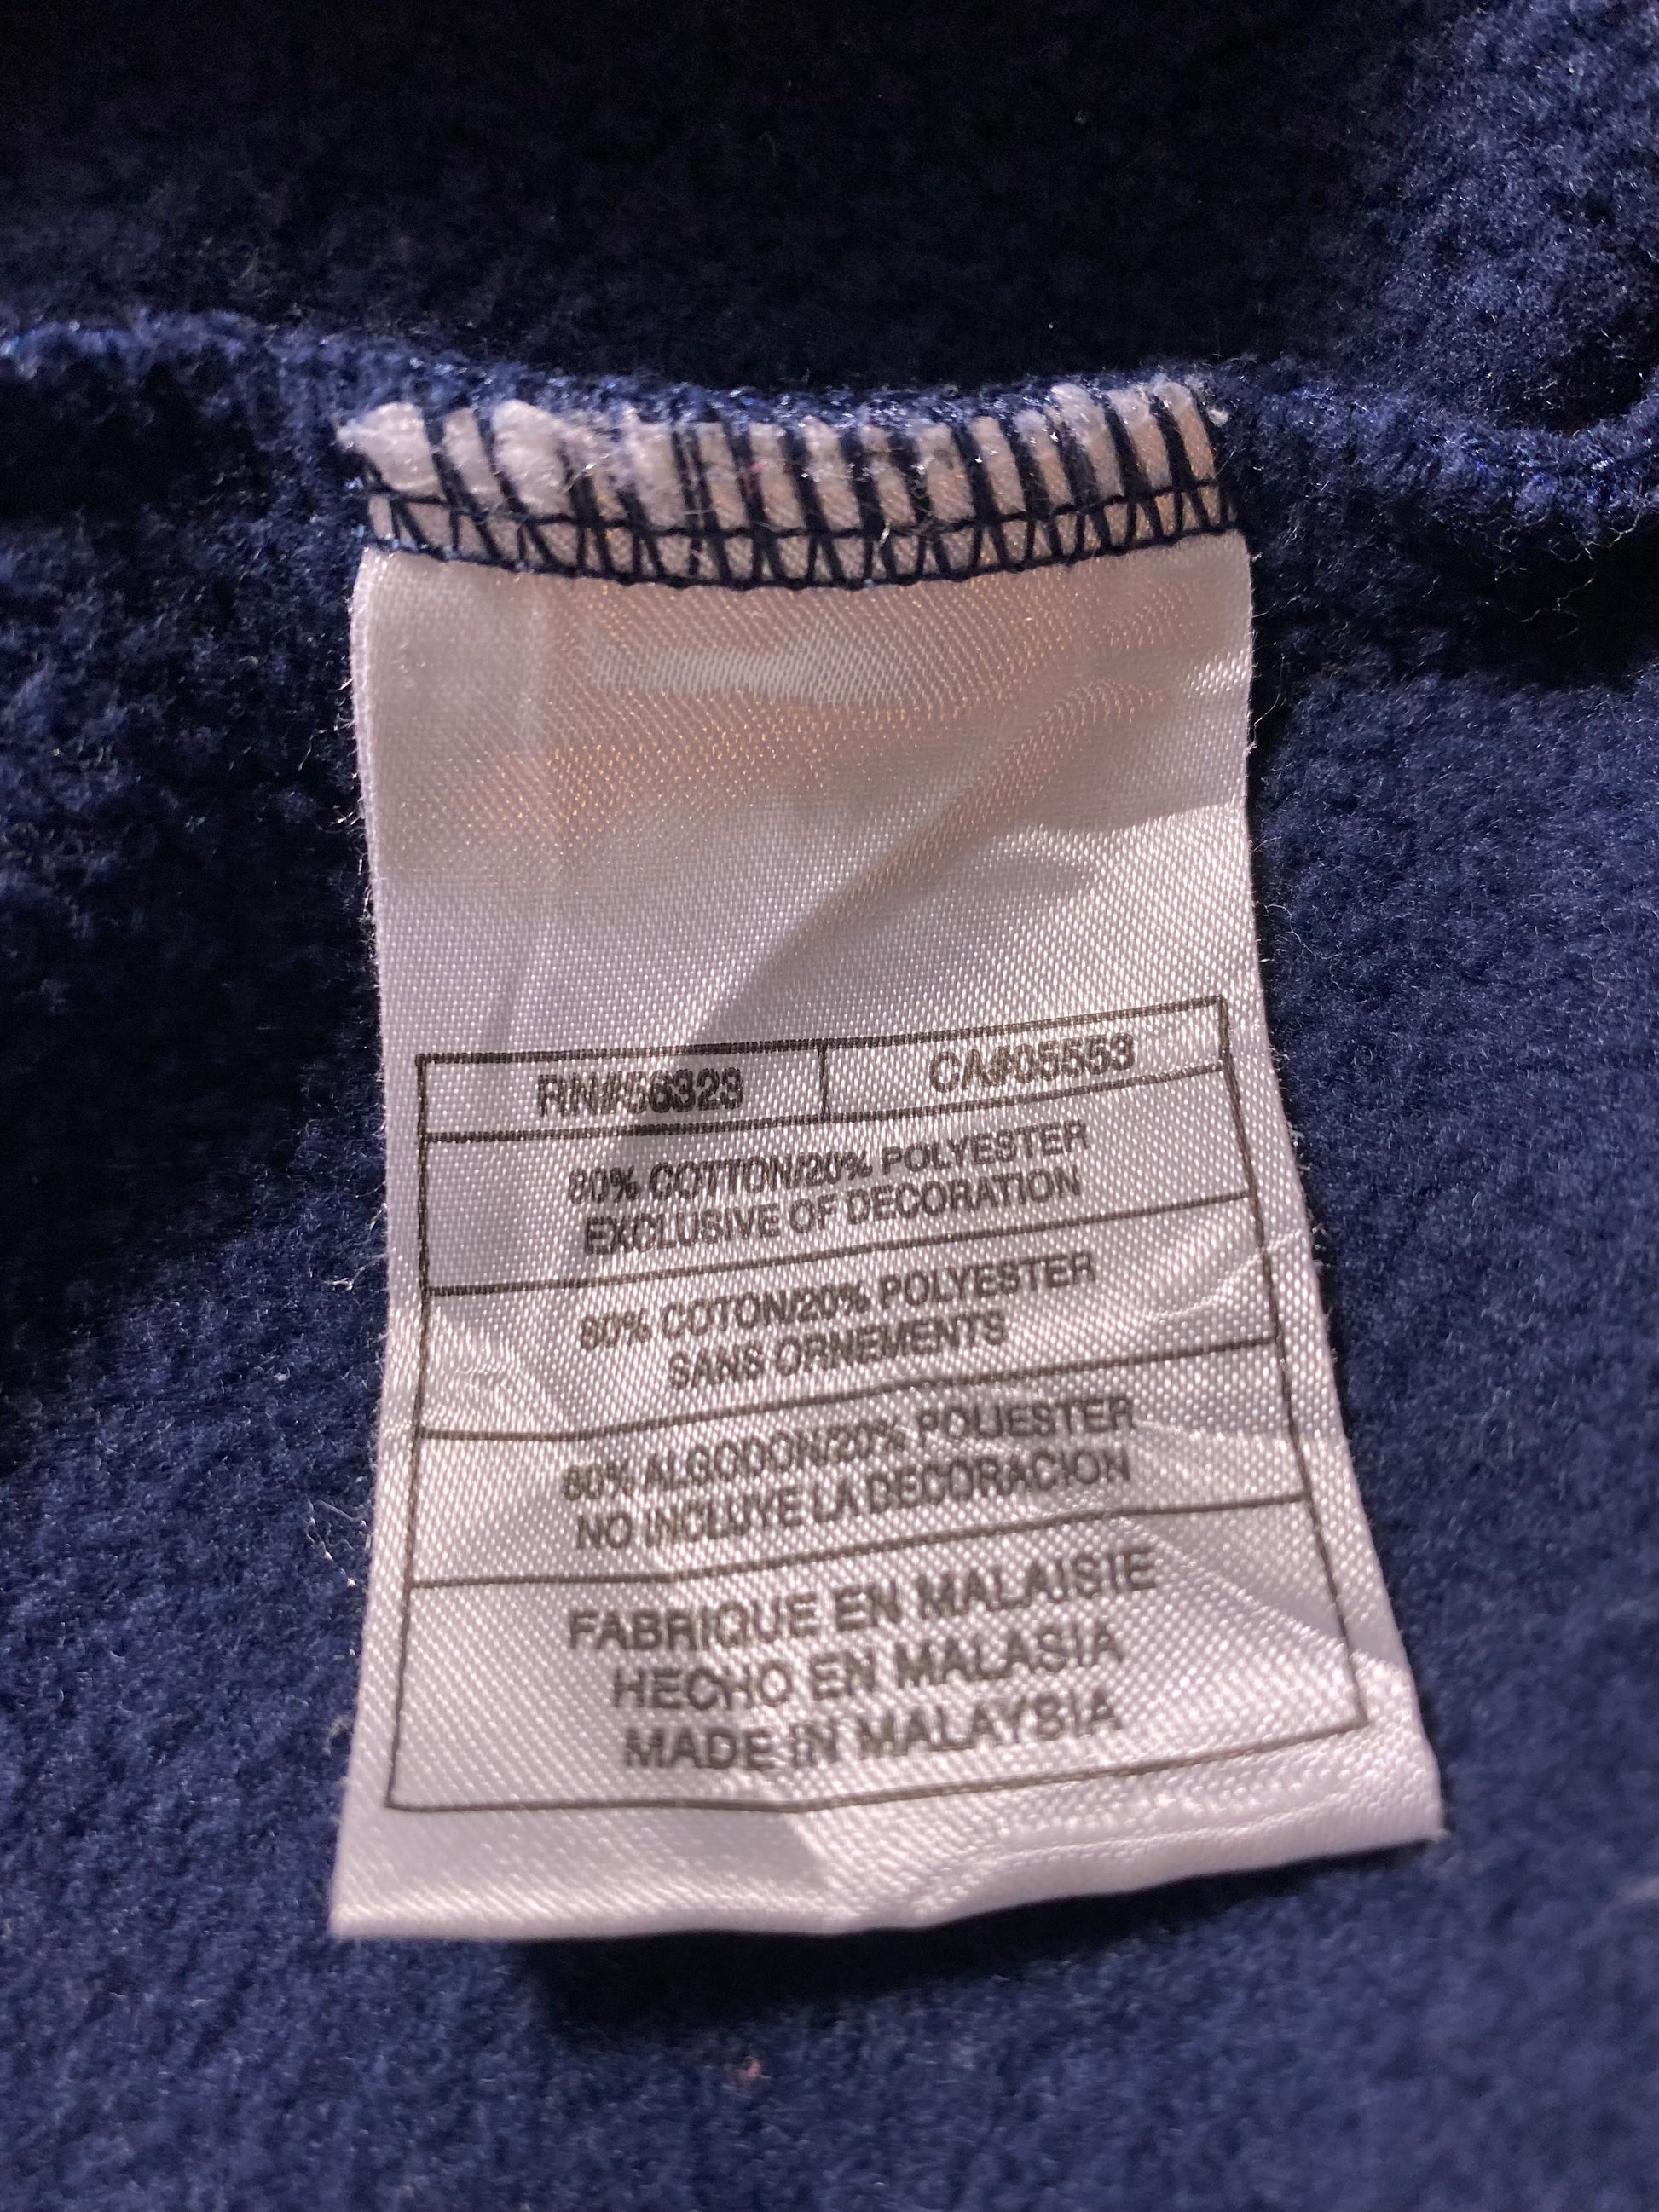 RN#56323 CA#05553
80% COTTON/20% POLYESTER
EXCLUSIVE OF DECORATION
80% COTON/20% POLYESTER
SANS ORNEMENTS
80% ALGODON/20% POLIESTER
NO INCLUYE LA DECORACION
FABRIQUE EN MALAISIE
HECHO EN MALASIA
MADE IN MALAYSIA